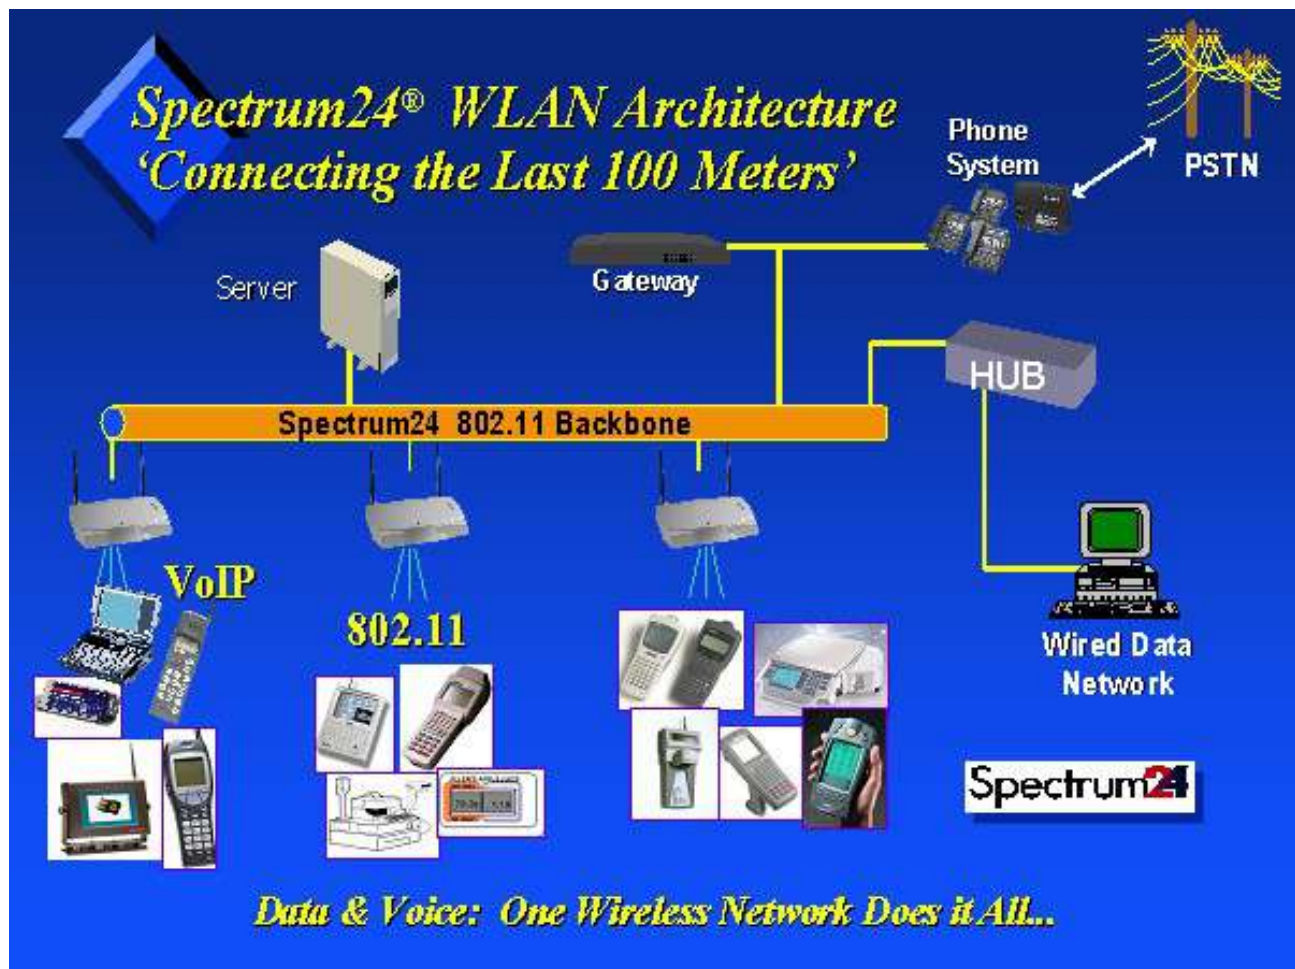 Spectrum24® WLAN Architecture
‘Connecting the Last 100 Meters’
Phone
System
PSTN
Server
Gateway
HUB
Spectrum24 802.11 Backbone
VoIP
802.11
Wired Data
Network
Spectrum24
Data & Voice: One Wireless Network Does it All...